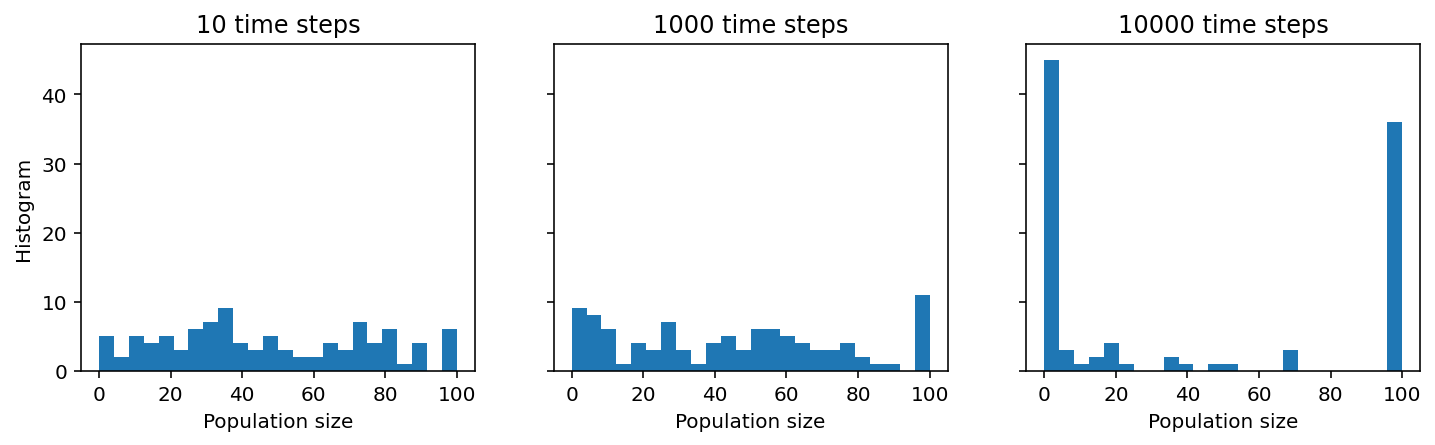 10 time steps
1000 time steps
10000 time steps
Histogram
40
30
20
10
0
0 20 40 60 80 100
0 20 40 60 80 100
0 20 40 60 80 100
Population size
Population size
Population size